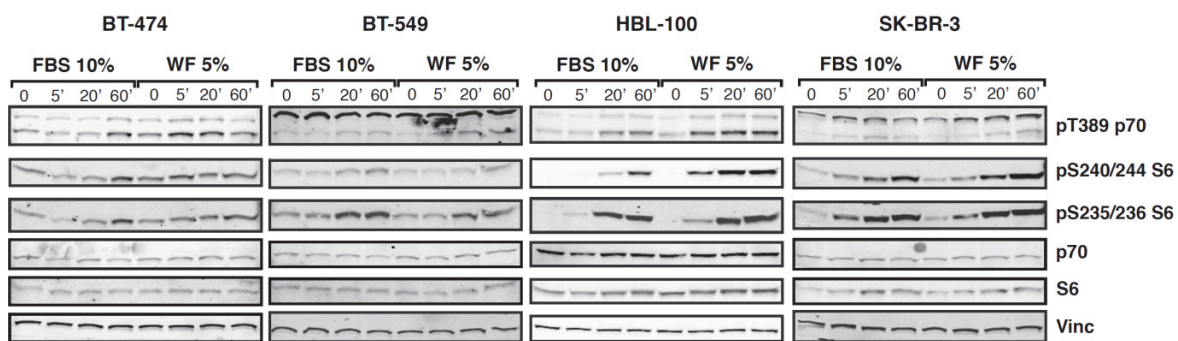 BT-474 BT-549 HBL-100 SK-BR-3
FBS 10% WF 5% FBS 10% WF 5% FBS 10% WF 5% FBS 10% WF 5%
0 5’ 20’ 60’ 0 5’ 20’ 60’ 0 5’ 20’ 60’ 0 5’ 20’ 60’ 0 5’ 20’ 60’ 0 5’ 20’ 60’ 0 5’ 20’ 60’ 0 5’ 20’ 60’
pT389 p70
pS240/244 S6
pS235/236 S6
p70
S6
Vinc